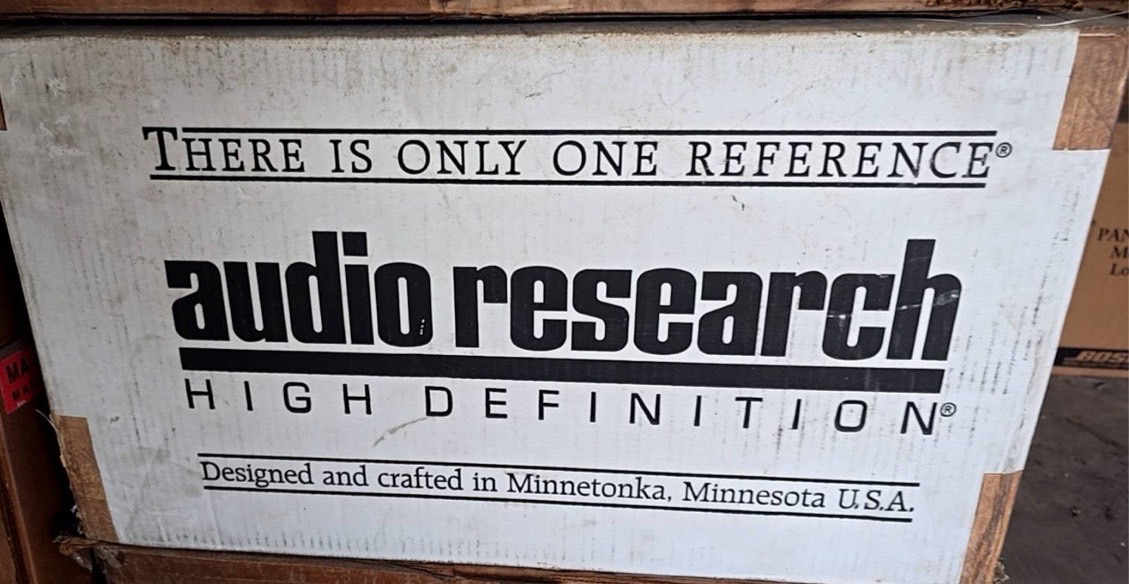 THERE IS ONLY ONE REFERENCE®
audio research
HIGH DEFINITION®
Designed and crafted in Minnetonka, Minnesota U.S.A.